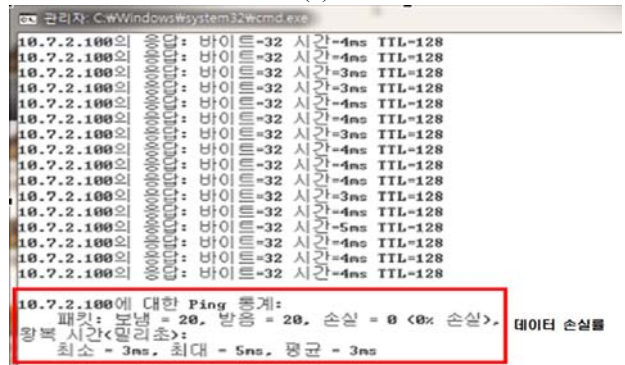 관리자: C:₩Windows₩system32₩cmd.exe
10.7.2.100의 응답: 바이트=32 시간=4ms TTL=128
10.7.2.100의 응답: 바이트=32 시간=4ms TTL=128
10.7.2.100의 응답: 바이트=32 시간=3ms TTL=128
10.7.2.100의 응답: 바이트=32 시간=3ms TTL=128
10.7.2.100의 응답: 바이트=32 시간=4ms TTL=128
10.7.2.100의 응답: 바이트=32 시간=4ms TTL=128
10.7.2.100의 응답: 바이트=32 시간=3ms TTL=128
10.7.2.100의 응답: 바이트=32 시간=4ms TTL=128
10.7.2.100의 응답: 바이트=32 시간=4ms TTL=128
10.7.2.100의 응답: 바이트=32 시간=4ms TTL=128
10.7.2.100의 응답: 바이트=32 시간=3ms TTL=128
10.7.2.100의 응답: 바이트=32 시간=4ms TTL=128
10.7.2.100의 응답: 바이트=32 시간=5ms TTL=128
10.7.2.100의 응답: 바이트=32 시간=4ms TTL=128
10.7.2.100의 응답: 바이트=32 시간=4ms TTL=128
10.7.2.100의 응답: 바이트=32 시간=4ms TTL=128
10.7.2.100에 대한 Ping 통계:
패킷: 보냄 = 20, 받음 = 20, 손실 = 0 <0% 손실>,
왕복 시간<밀리초>:
최소 = 3ms, 최대 = 5ms, 평균 = 3ms
데이터 손실률